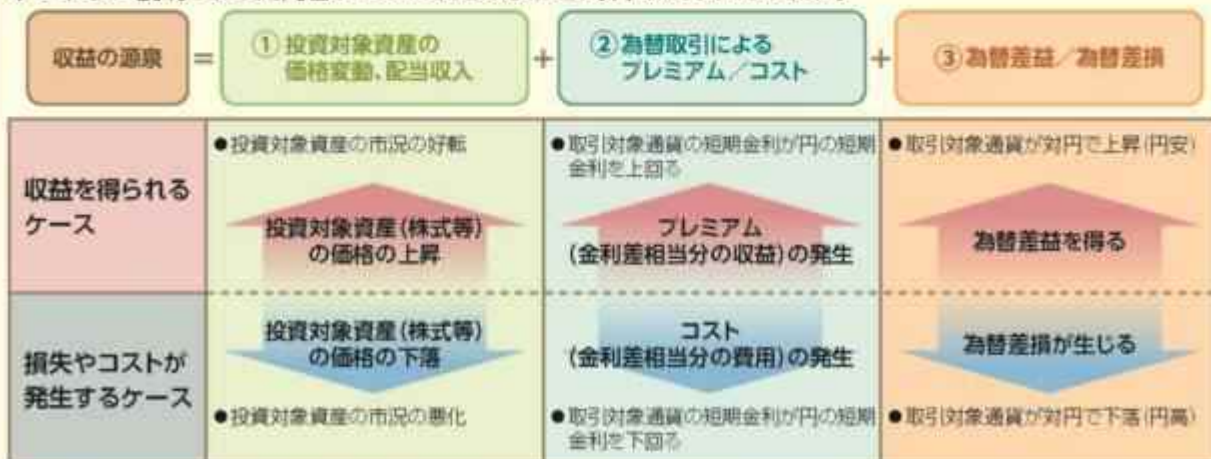 収益の源泉
=
①投資対象資産の
価格変動、配当収入
+
②為替取引による
プレミアム/コスト
+
③為替差益/為替差損
収益を得られる
ケース
●投資対象資産の市況の好転
投資対象資産(株式等)
の価格の上昇
●取引対象通貨の短期金利が円の短期
金利を上回る
プレミアム
(金利差相当分の収益)の発生
●取引対象通貨が対円で上昇(円安)
為替差益を得る
損失やコストが
発生するケース
投資対象資産(株式等)
の価格の下落
●投資対象資産の市況の悪化
コスト
(金利差相当分の費用)の発生
●取引対象通貨の短期金利が円の短期
金利を下回る
為替差損が生じる
●取引対象通貨が対円で下落(円高)